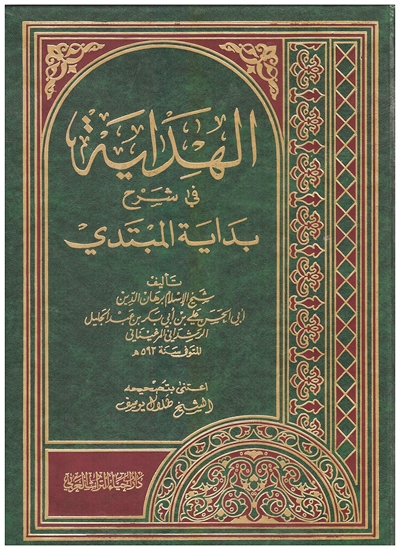 الهداية
في شرح
بداية المبتدي
تأليف
شيخ الإسلام برهان الدين
أبي الحسن علي بن أبي بكر بن عبد الجليل
الرشداني المرغيناني
المتوفى سنة ٥٩٣ هـ
اعتنى بتصحيحه
الشيخ طلال يوسف
دار احياء التراث العربي